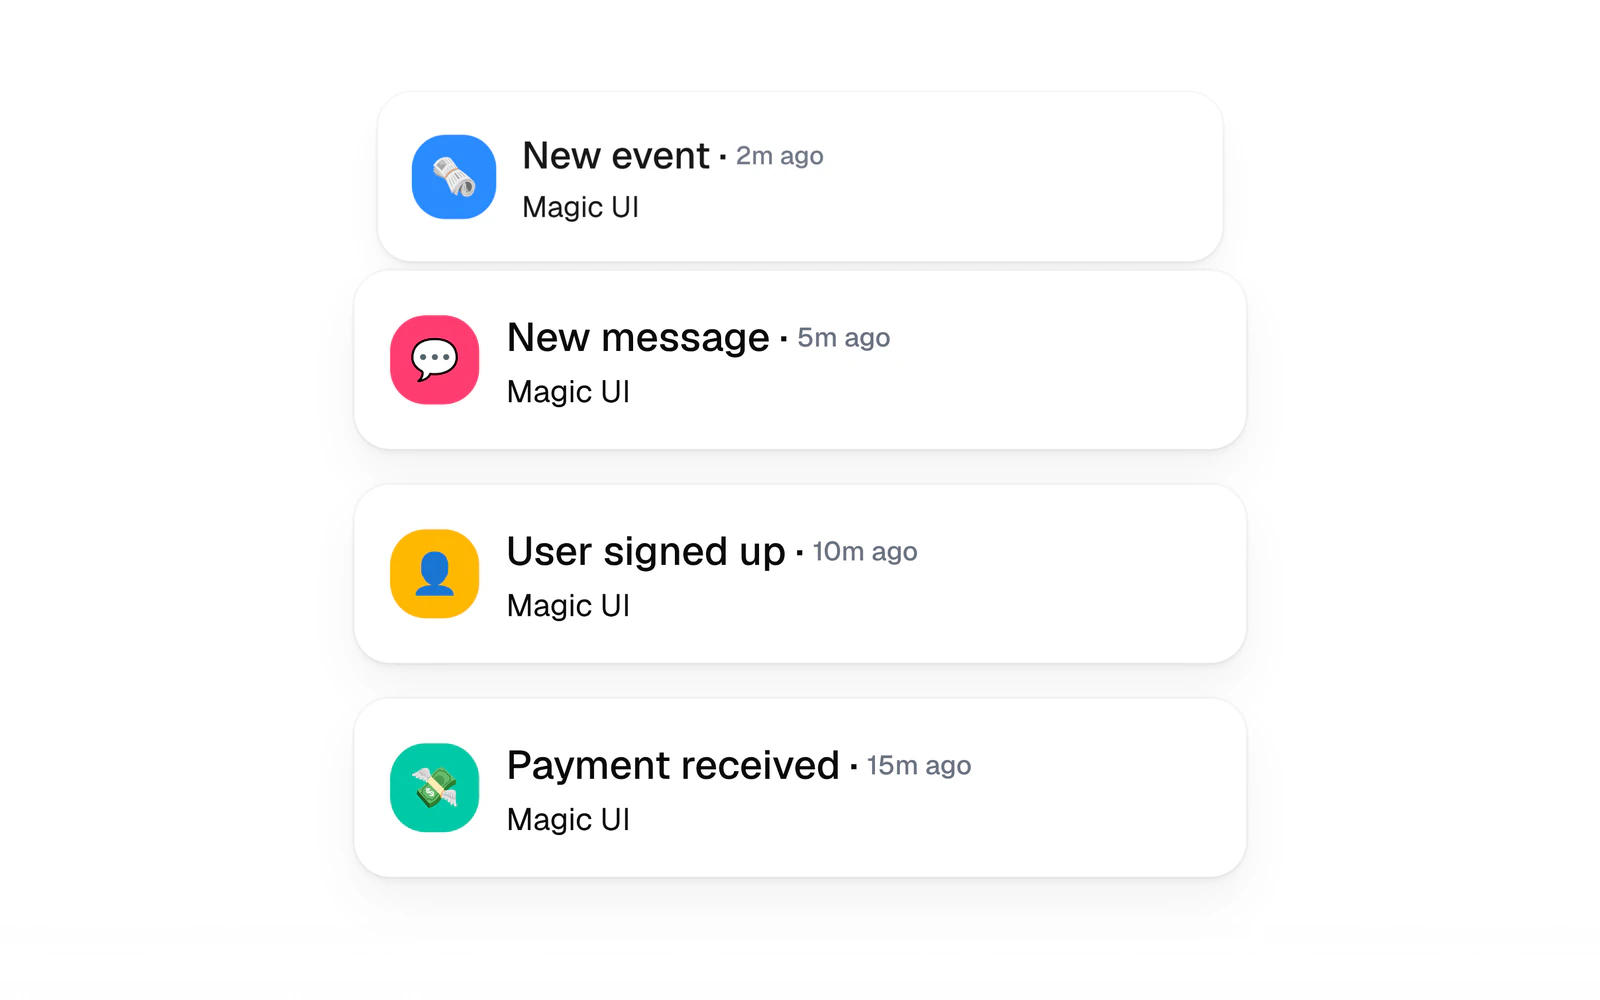 New event · 2m ago
Magic UI
New message · 5m ago
Magic UI
User signed up · 10m ago
Magic UI
Payment received · 15m ago
Magic UI